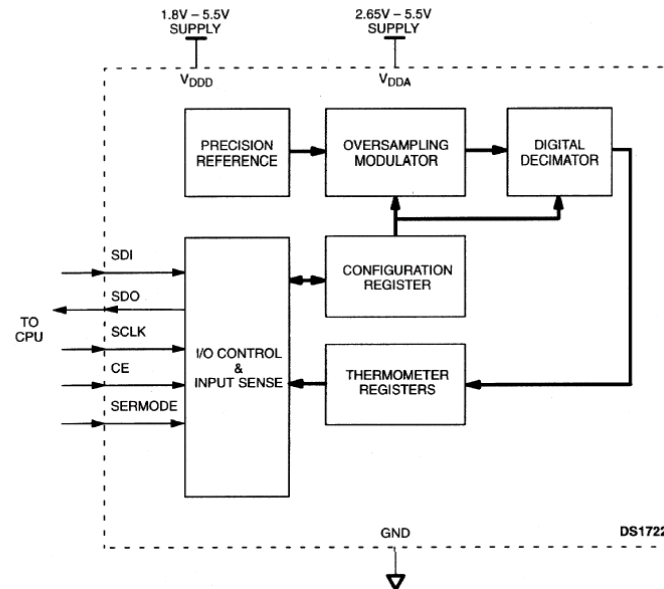 1.8V – 5.5V
SUPPLY
2.65V – 5.5V
SUPPLY
VDDD
VDDA
PRECISION
REFERENCE
OVERSAMPLING
MODULATOR
DIGITAL
DECIMATOR
SDI
SDO
TO
CPU
SCLK
CE
SERMODE
I/O CONTROL
&
INPUT SENSE
CONFIGURATION
REGISTER
THERMOMETER
REGISTERS
GND
DS1722